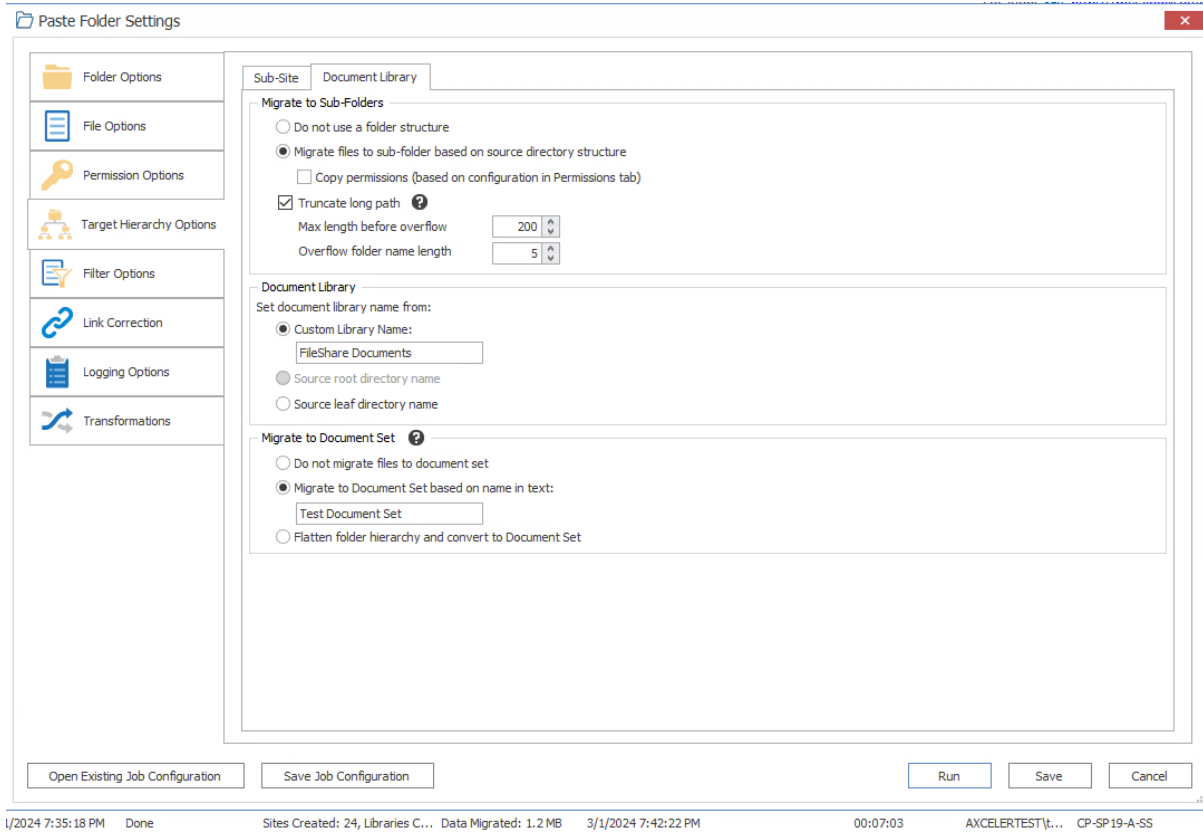 Paste Folder Settings
Folder Options
File Options
Permission Options
Target Hierarchy Options
Filter Options
Link Correction
Logging Options
Transformations
Sub-Site Document Library
Migrate to Sub-Folders
Do not use a folder structure
Migrate files to sub-folder based on source directory structure
Copy permissions (based on configuration in Permissions tab)
Truncate long path ?
Max length before overflow 200
Overflow folder name length 5
Document Library
Set document library name from:
Custom Library Name:
FileShare Documents
Source root directory name
Source leaf directory name
Migrate to Document Set ?
Do not migrate files to document set
Migrate to Document Set based on name in text:
Test Document Set
Flatten folder hierarchy and convert to Document Set
Open Existing Job Configuration Save Job Configuration Run Save Cancel
1/2024 7:35:18 PM Done Sites Created: 24, Libraries C... Data Migrated: 1.2 MB 3/1/2024 7:42:22 PM 00:07:03 AXCELERTEST\t... CP-SP19-A-SS